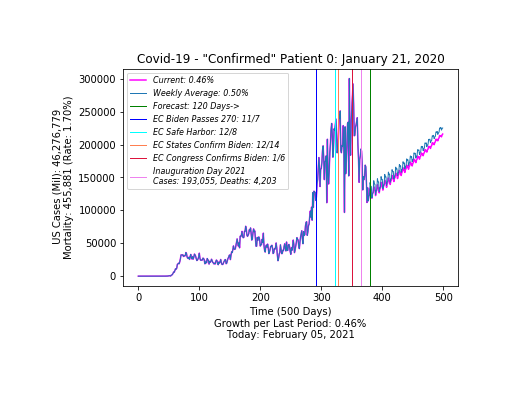 Covid-19 - "Confirmed" Patient 0: January 21, 2020
US Cases (Mil): 46,276,779
Mortality: 455,881 (Rate: 1.70%)
300000
250000
200000
150000
100000
50000
0
Current: 0.46%
Weekly Average: 0.50%
Forecast: 120 Days->
EC Biden Passes 270: 11/7
EC Safe Harbor: 12/8
EC States Confirm Biden: 12/14
EC Congress Confirms Biden: 1/6
Inauguration Day 2021
Cases: 193,055, Deaths: 4,203
0 100 200 300 400 500
Time (500 Days)
Growth per Last Period: 0.46%
Today: February 05, 2021